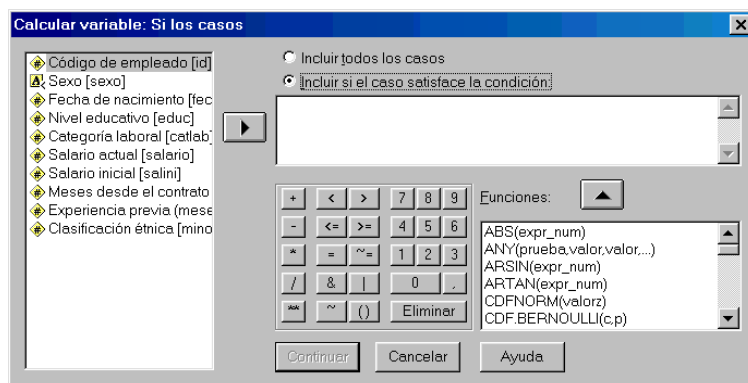 Calcular variable: Si los casos
Código de empleado [id]
Sexo [sexo]
Fecha de nacimiento [fec
Nivel educativo [educ]
Categoría laboral [catlab]
Salario actual [salario]
Salario inicial [salini]
Meses desde el contrato
Experiencia previa (mese
Clasificación étnica [mino
Incluir todos los casos
Incluir si el caso satisface la condición:
+ < > 7 8 9
- <= >= 4 5 6
* = ~= 1 2 3
/ & | 0 ,
** ~ () Eliminar
Funciones:
ABS(expr_num)
ANY(prueba,valor,valor,...)
ARSIN(expr_num)
ARTAN(expr_num)
CDFNORM(valorz)
CDF.BERNOULLI(c,p)
Continuar Cancelar Ayuda